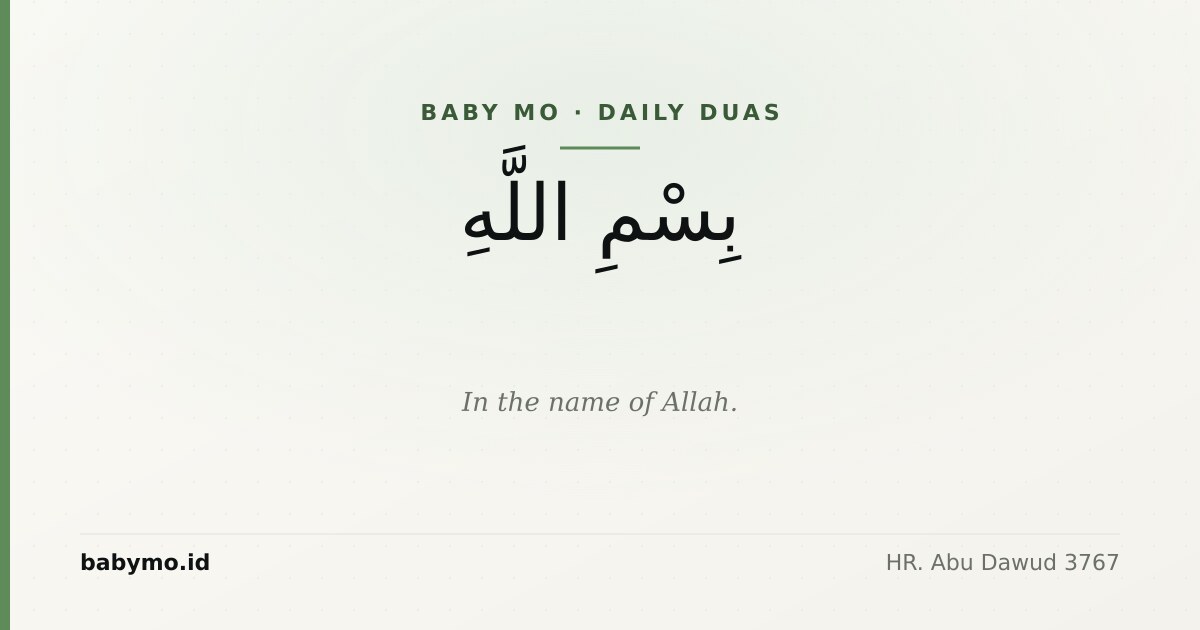 BABY MO · DAILY DUAS
بِسْمِ اللَّهِ
In the name of Allah.
babymo.id
HR. Abu Dawud 3767